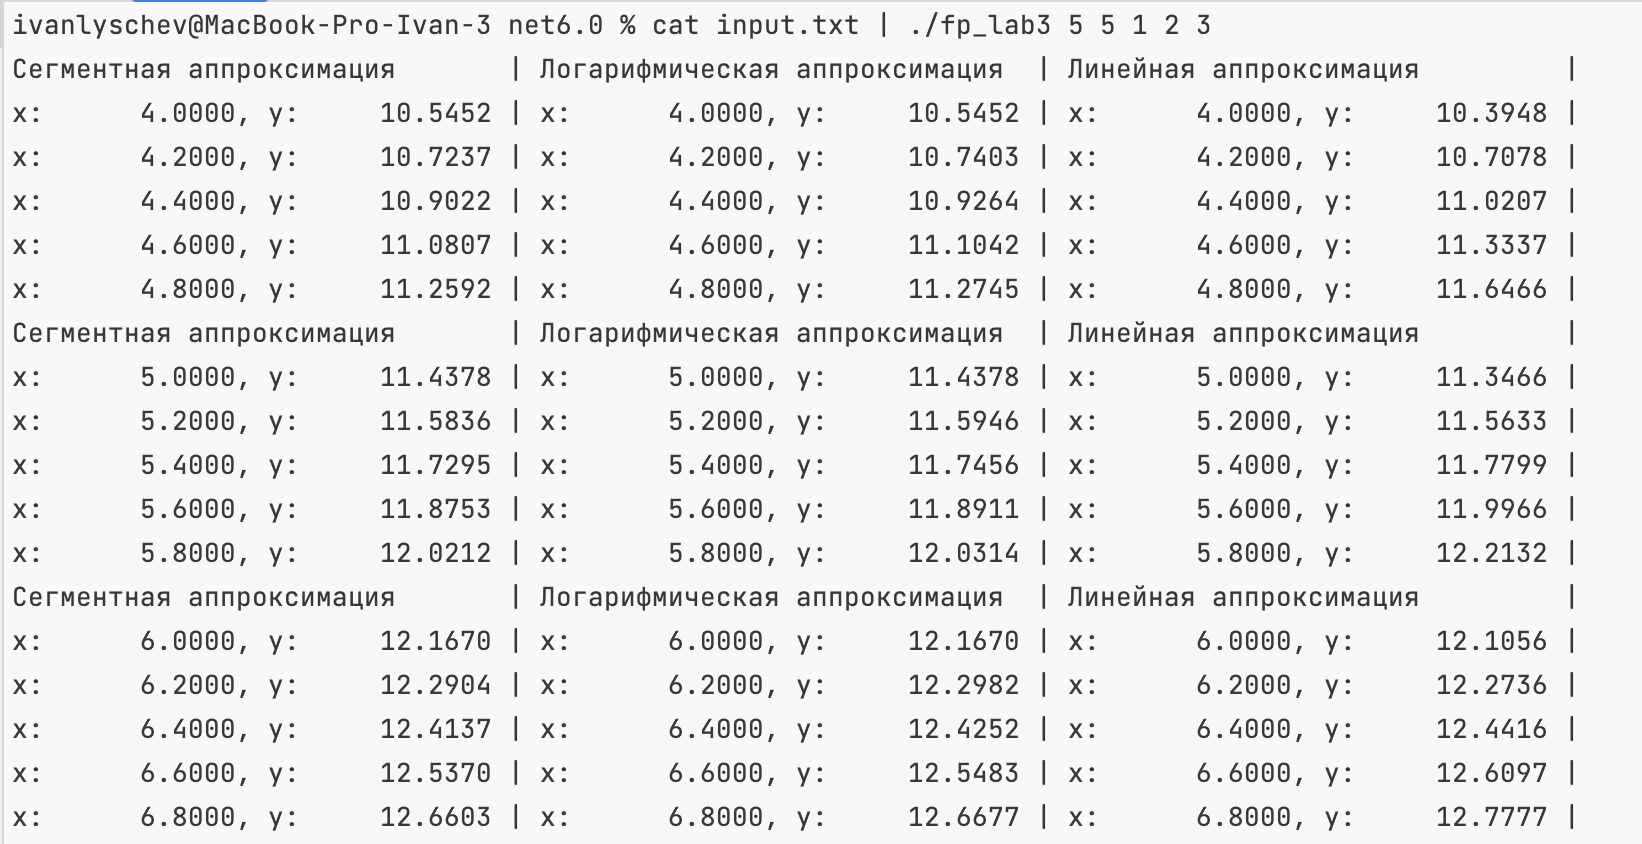 ivanlyschev@MacBook-Pro-Ivan-3 net6.0 % cat input.txt | ./fp_lab3 5 5 1 2 3
Сегментная аппроксимация       | Логарифмическая аппроксимация  | Линейная аппроксимация         |
x:      4.0000, y:     10.5452 | x:      4.0000, y:     10.5452 | x:      4.0000, y:     10.3948 |
x:      4.2000, y:     10.7237 | x:      4.2000, y:     10.7403 | x:      4.2000, y:     10.7078 |
x:      4.4000, y:     10.9022 | x:      4.4000, y:     10.9264 | x:      4.4000, y:     11.0207 |
x:      4.6000, y:     11.0807 | x:      4.6000, y:     11.1042 | x:      4.6000, y:     11.3337 |
x:      4.8000, y:     11.2592 | x:      4.8000, y:     11.2745 | x:      4.8000, y:     11.6466 |
Сегментная аппроксимация       | Логарифмическая аппроксимация  | Линейная аппроксимация         |
x:      5.0000, y:     11.4378 | x:      5.0000, y:     11.4378 | x:      5.0000, y:     11.3466 |
x:      5.2000, y:     11.5836 | x:      5.2000, y:     11.5946 | x:      5.2000, y:     11.5633 |
x:      5.4000, y:     11.7295 | x:      5.4000, y:     11.7456 | x:      5.4000, y:     11.7799 |
x:      5.6000, y:     11.8753 | x:      5.6000, y:     11.8911 | x:      5.6000, y:     11.9966 |
x:      5.8000, y:     12.0212 | x:      5.8000, y:     12.0314 | x:      5.8000, y:     12.2132 |
Сегментная аппроксимация       | Логарифмическая аппроксимация  | Линейная аппроксимация         |
x:      6.0000, y:     12.1670 | x:      6.0000, y:     12.1670 | x:      6.0000, y:     12.1056 |
x:      6.2000, y:     12.2904 | x:      6.2000, y:     12.2982 | x:      6.2000, y:     12.2736 |
x:      6.4000, y:     12.4137 | x:      6.4000, y:     12.4252 | x:      6.4000, y:     12.4416 |
x:      6.6000, y:     12.5370 | x:      6.6000, y:     12.5483 | x:      6.6000, y:     12.6097 |
x:      6.8000, y:     12.6603 | x:      6.8000, y:     12.6677 | x:      6.8000, y:     12.7777 |